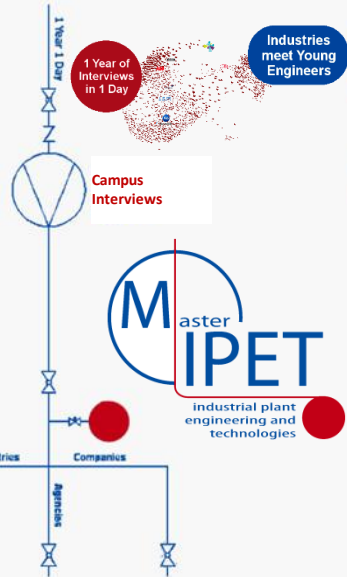 1 Year 1 Day
1 Year of
Interviews
in 1 Day
Industries
meet Young
Engineers
Campus
Interviews
Master
IPET
industrial plant
engineering and
technologies
tries
Companies
Agencies